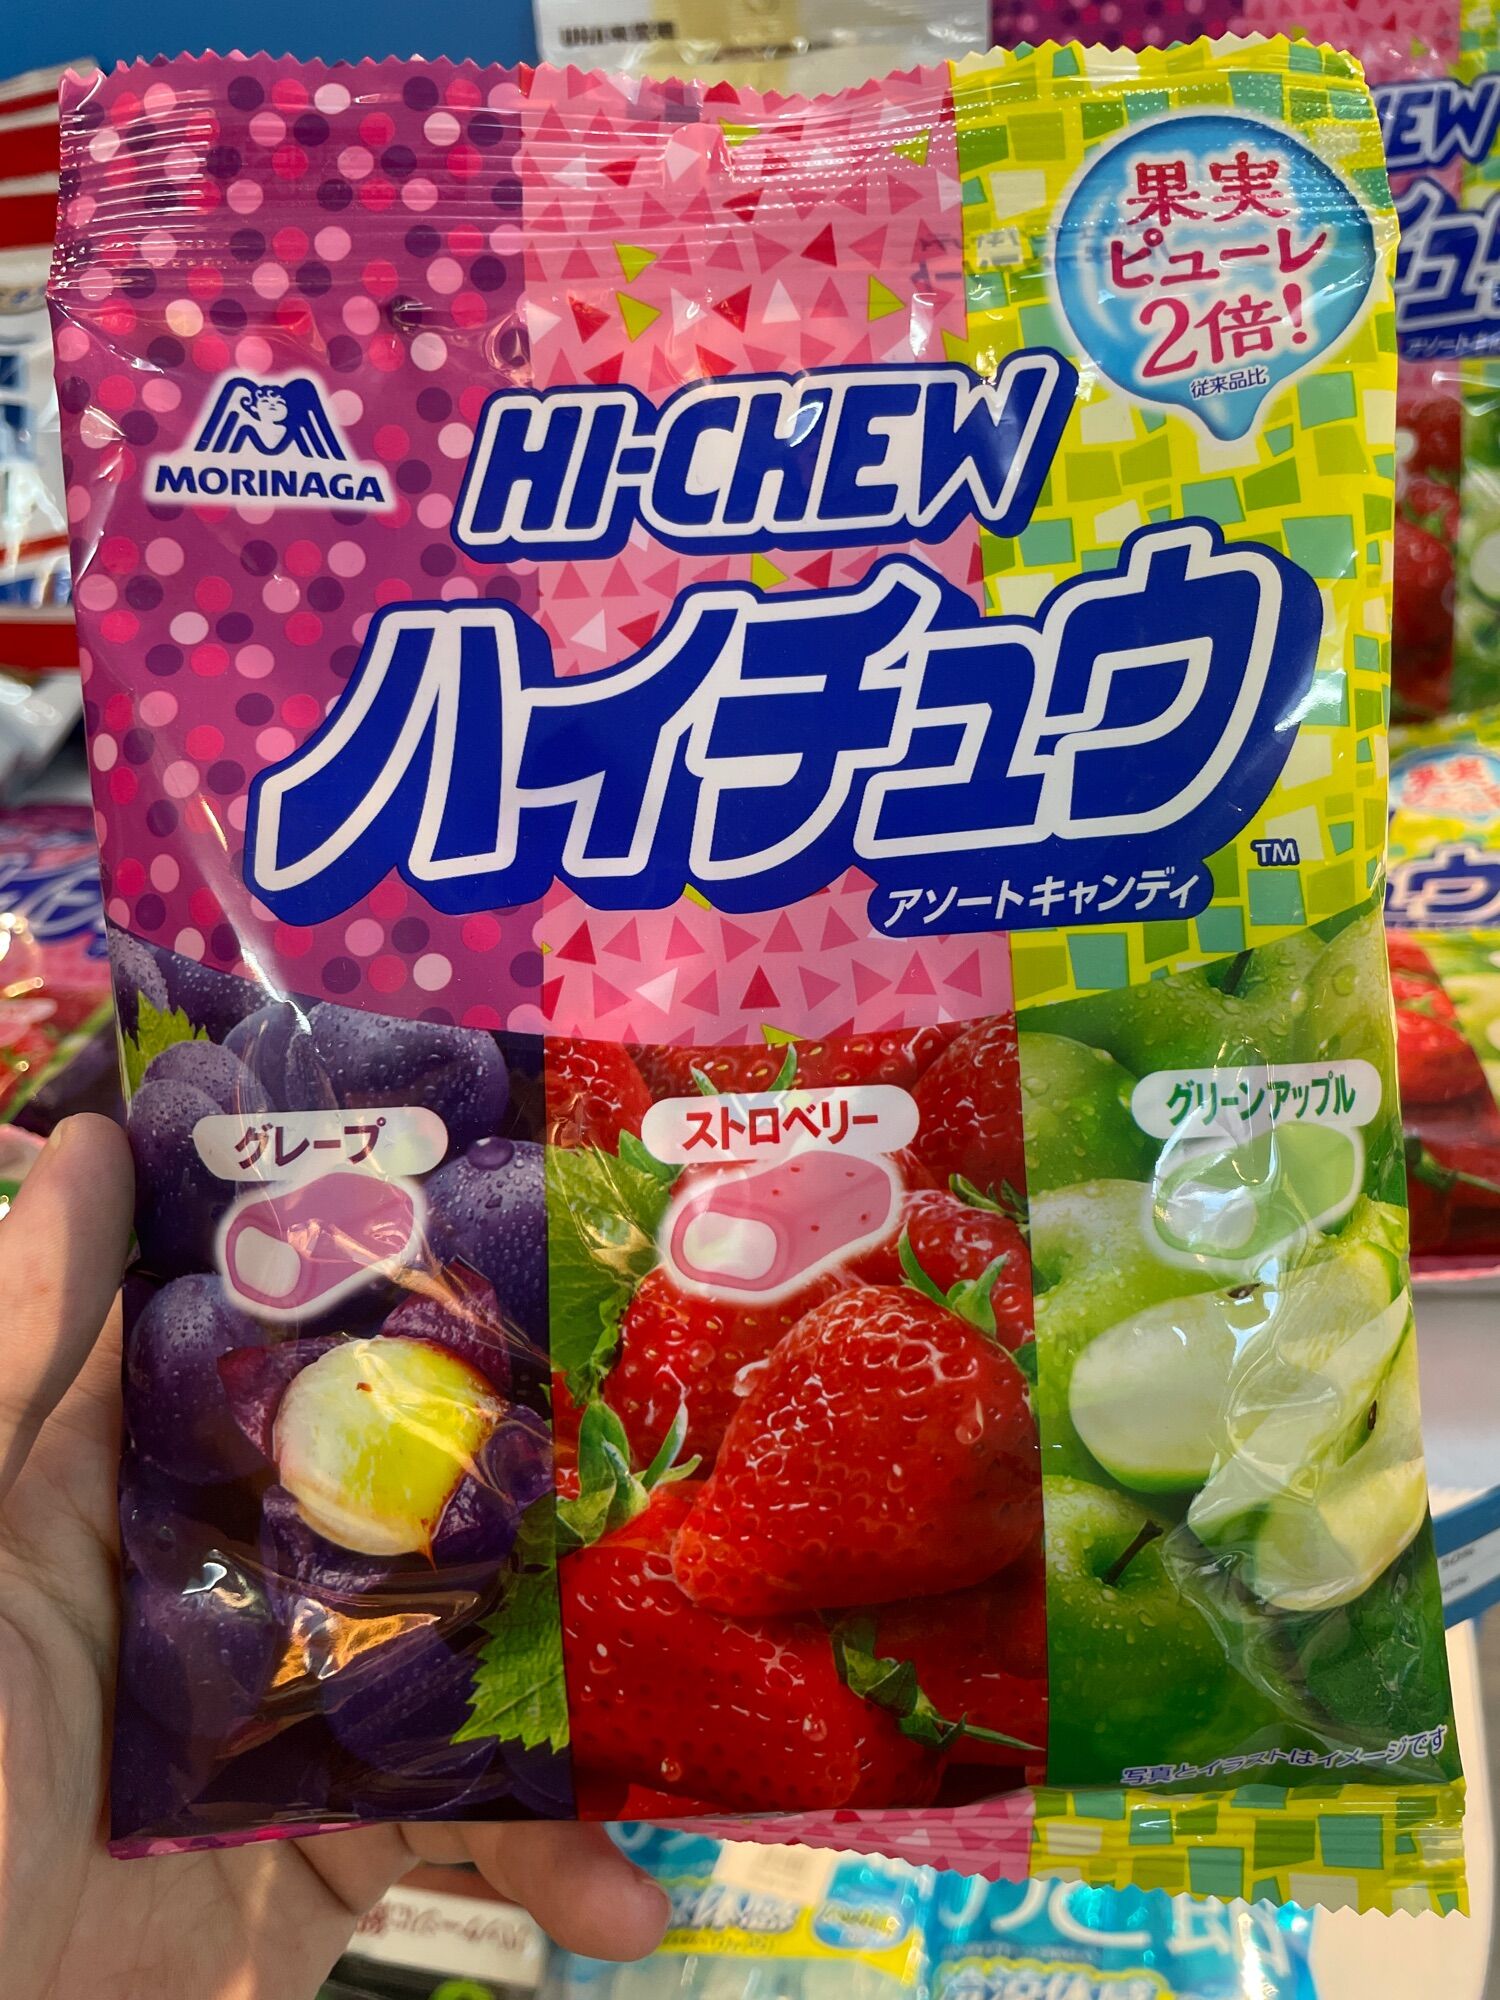 果実
ピューレ
2倍!
従来品比
MORINAGA
HI-CHEW
ハイチュウ
TM
アソートキャンディ
グレープ
ストロベリー
グリーンアップル
写真とイラストはイメージです